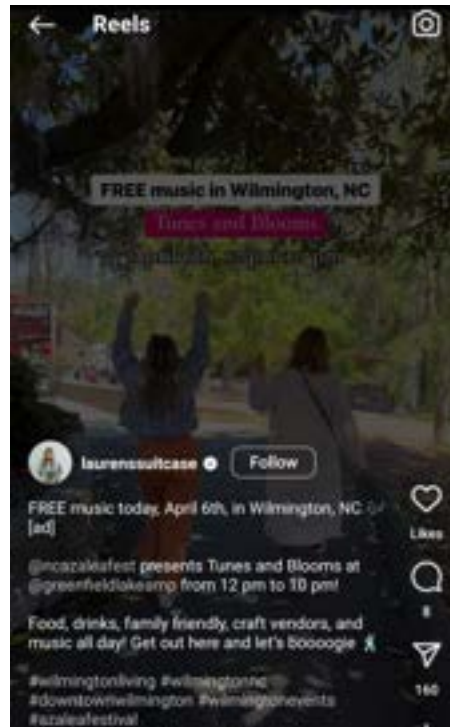 Reels
FREE music in Wilmington, NC
Tunes and Blooms
laurenssuitcase
Follow
FREE music today, April 6th, in Wilmington, NC
[ad]
@ncazaleafest presents Tunes and Blooms at
@greenfieldlakeamp from 12 pm to 10 pm!
Food, drinks, family friendly, craft vendors, and
music all day! Get out here and let's booooogie
#wilmingtonliving #wilmingtonnc
#downtownwilmington #wilmingtonevents
#azaleafestival
Likes
8
160